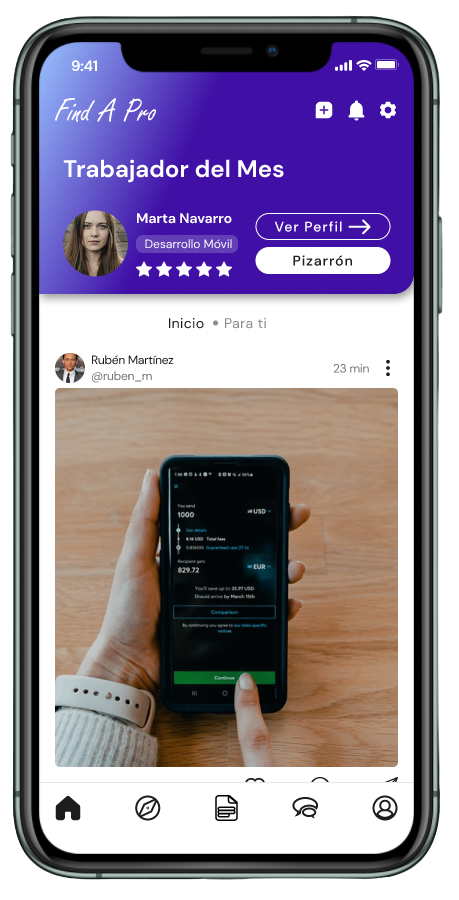 9:41
Find A Pro
Trabajador del Mes
Marta Navarro
Desarrollo Móvil
Ver Perfil
Pizarrón
Inicio • Para ti
Rubén Martínez
@ruben_m
23 min
You send
1000
USD
See details
8.16 USD Total fees
Guaranteed rate
Recipient gets
829.72
EUR
You'll save up to 33.97 USD
Should arrive by March 15th
Comparison
By continuing you agree to our state specific
notices
Continue